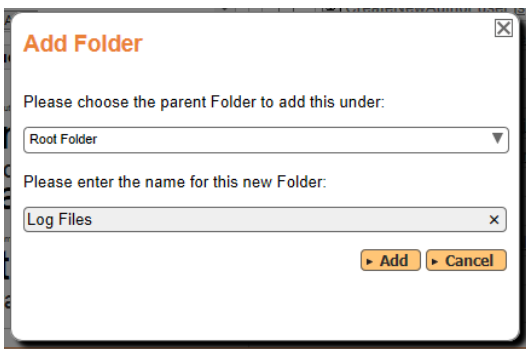 Add Folder
Please choose the parent Folder to add this under:
Root Folder
Please enter the name for this new Folder:
Log Files
Add
Cancel